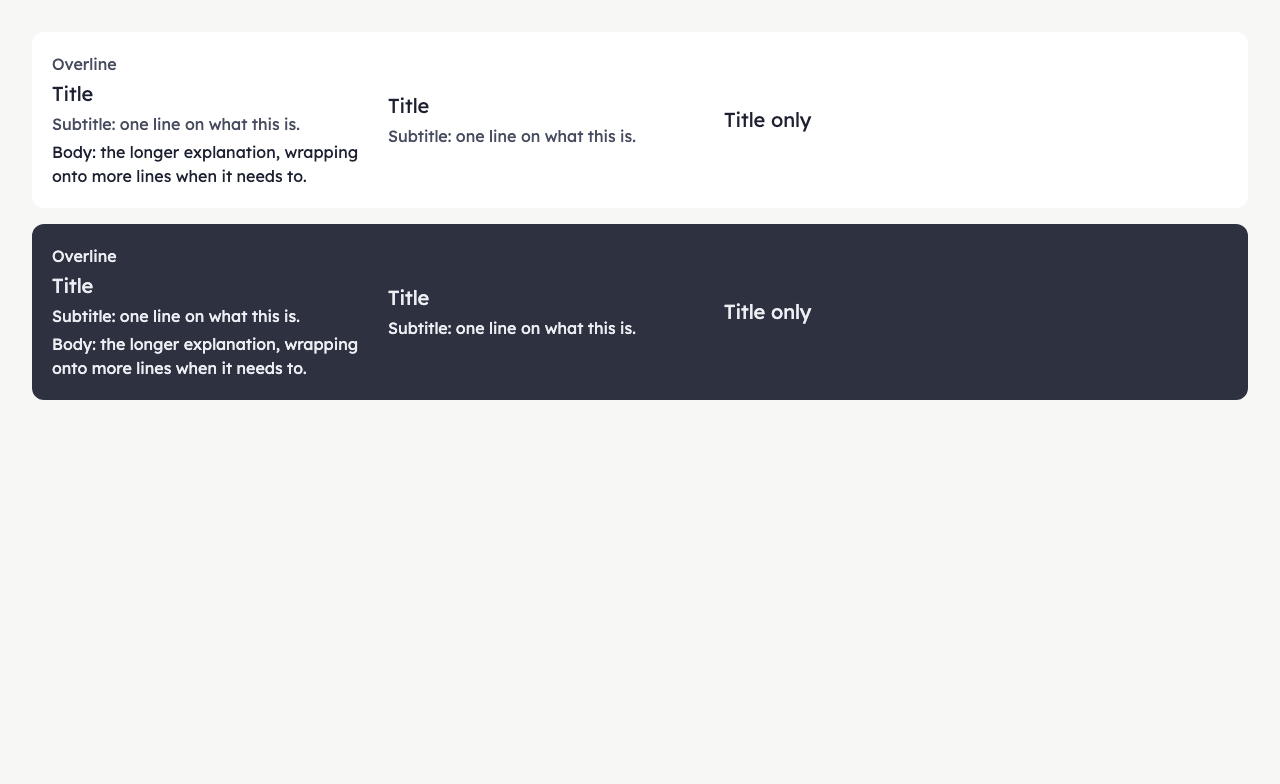 Overline
Title
Subtitle: one line on what this is.
Body: the longer explanation, wrapping
onto more lines when it needs to.
Title
Subtitle: one line on what this is.
Title only
Overline
Title
Subtitle: one line on what this is.
Body: the longer explanation, wrapping
onto more lines when it needs to.
Title
Subtitle: one line on what this is.
Title only